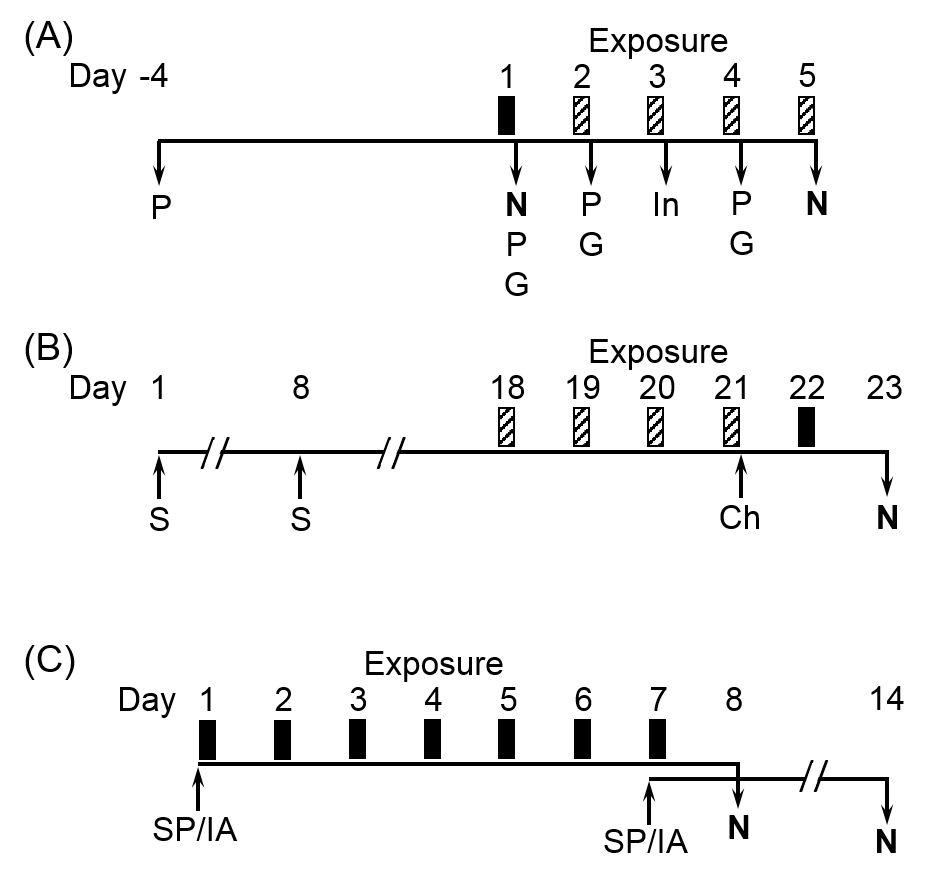 (A)
Exposure
Day -4 1 2 3 4 5
P N P In P N
P G G
G
(B)
Exposure
Day 1 8 18 19 20 21 22 23
S S Ch N
(C)
Exposure
Day 1 2 3 4 5 6 7 8 14
SP/IA SP/IA N N